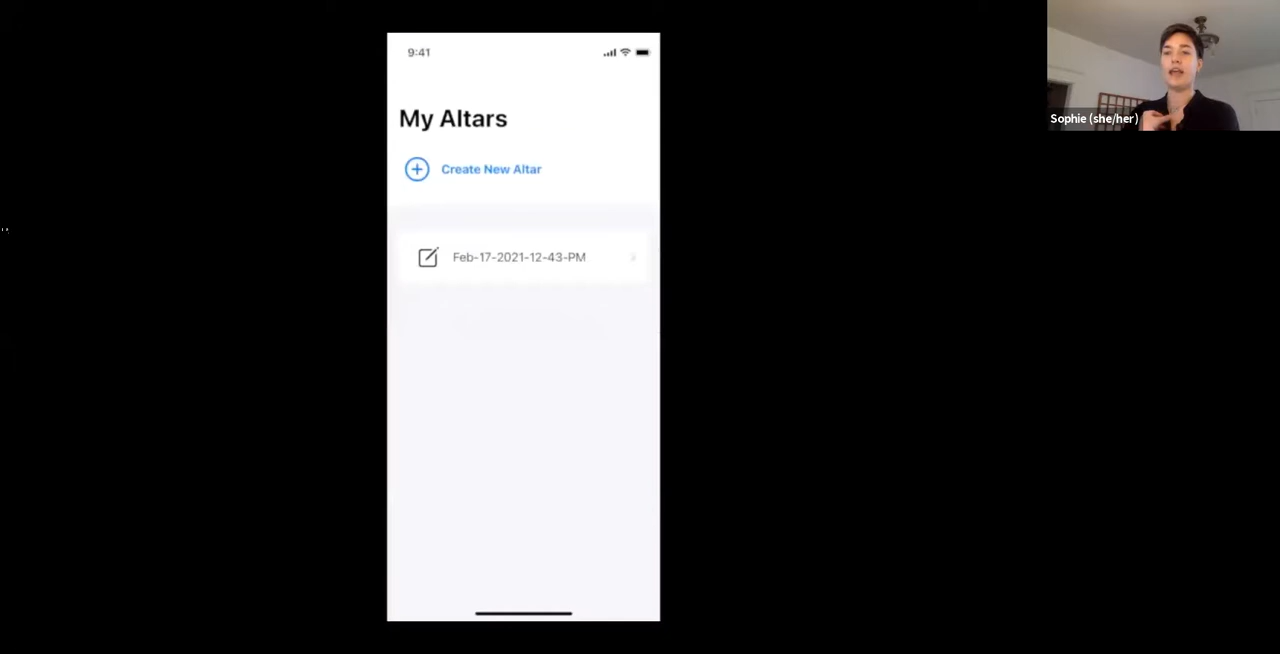 9:41
My Altars
Create New Altar
Feb-17-2021-12-43-PM
Sophie (she/her)